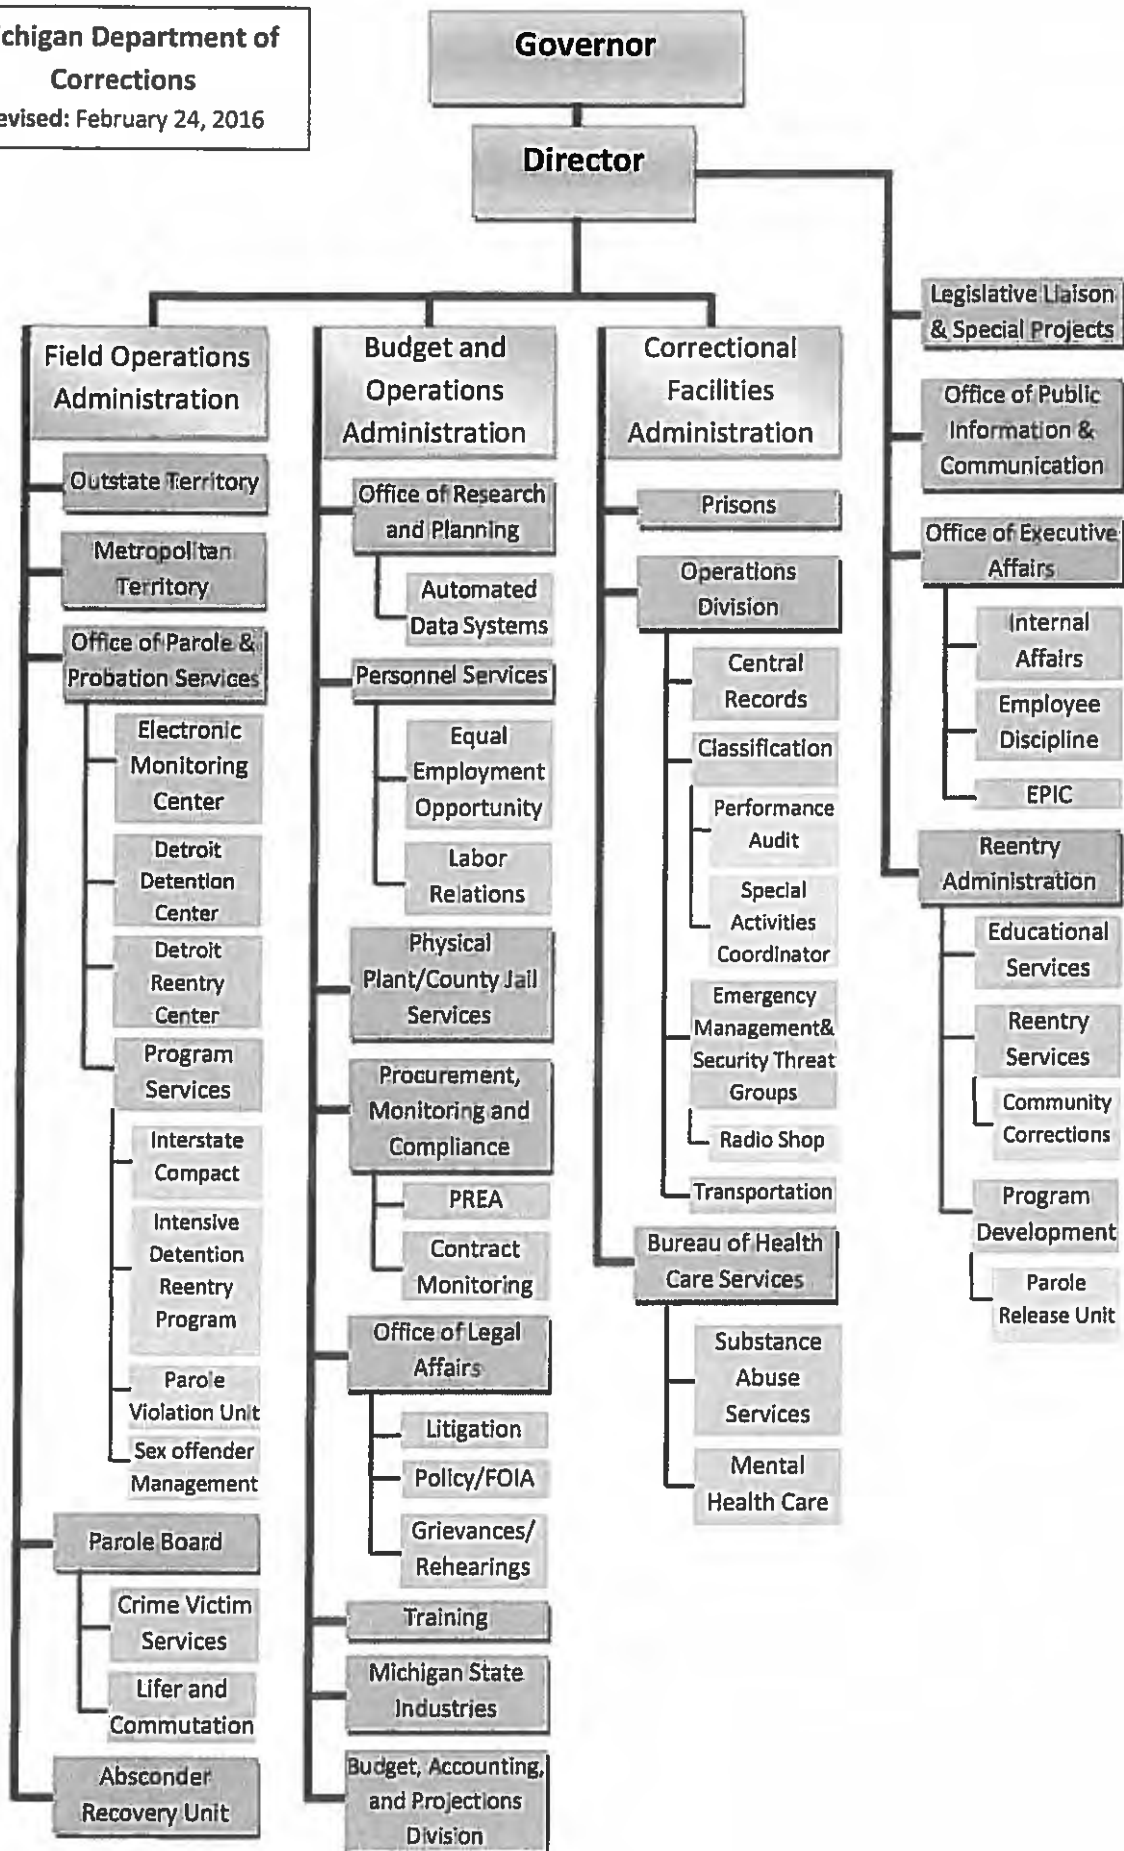 chigan Department of
Corrections
evised: February 24, 2016
Governor
Director
Field Operations
Administration
Outstate Territory
Metropolitan
Territory
Office of Parole &
Probation Services
Electronic
Monitoring
Center
Detroit
Detention
Center
Detroit
Reentry
Center
Program
Services
Interstate
Compact
Intensive
Detention
Reentry
Program
Parole
Violation Unit
Sex offender
Management
Parole Board
Crime Victim
Services
Lifer and
Commutation
Absconder
Recovery Unit
Budget and
Operations
Administration
Office of Research
and Planning
Automated
Data Systems
Personnel Services
Equal
Employment
Opportunity
Labor
Relations
Physical
Plant/County Jail
Services
Procurement,
Monitoring and
Compliance
PREA
Contract
Monitoring
Office of Legal
Affairs
Litigation
Policy/FOIA
Grievances/
Rehearings
Training
Michigan State
Industries
Budget, Accounting,
and Projections
Division
Correctional
Facilities
Administration
Prisons
Operations
Division
Central
Records
Classification
Performance
Audit
Special
Activities
Coordinator
Emergency
Management&
Security Threat
Groups
Radio Shop
Transportation
Bureau of Health
Care Services
Substance
Abuse
Services
Mental
Health Care
Legislative Liaison
& Special Projects
Office of Public
Information &
Communication
Office of Executive
Affairs
Internal
Affairs
Employee
Discipline
EPIC
Reentry
Administration
Educational
Services
Reentry
Services
Community
Corrections
Program
Development
Parole
Release Unit